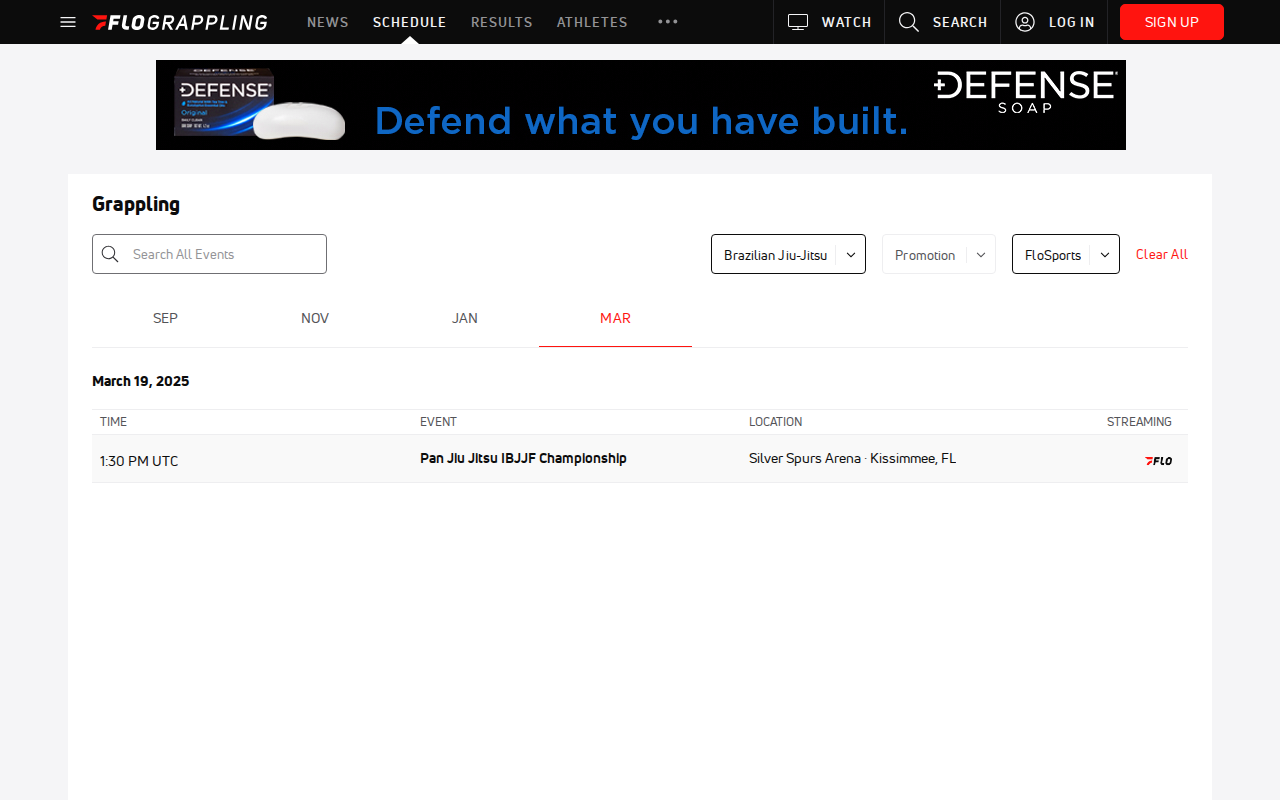 FLOGRAPPLING NEWS SCHEDULE RESULTS ATHLETES WATCH SEARCH LOG IN SIGN UP
DEFENSE
Original
Defend what you have built.
DEFENSE
SOAP
Grappling
Search All Events
Brazilian Jiu-Jitsu
Promotion
FloSports
Clear All
SEP NOV JAN MAR
March 19, 2025
TIME EVENT LOCATION STREAMING
1:30 PM UTC Pan Jiu Jitsu IBJJF Championship Silver Spurs Arena · Kissimmee, FL FLO